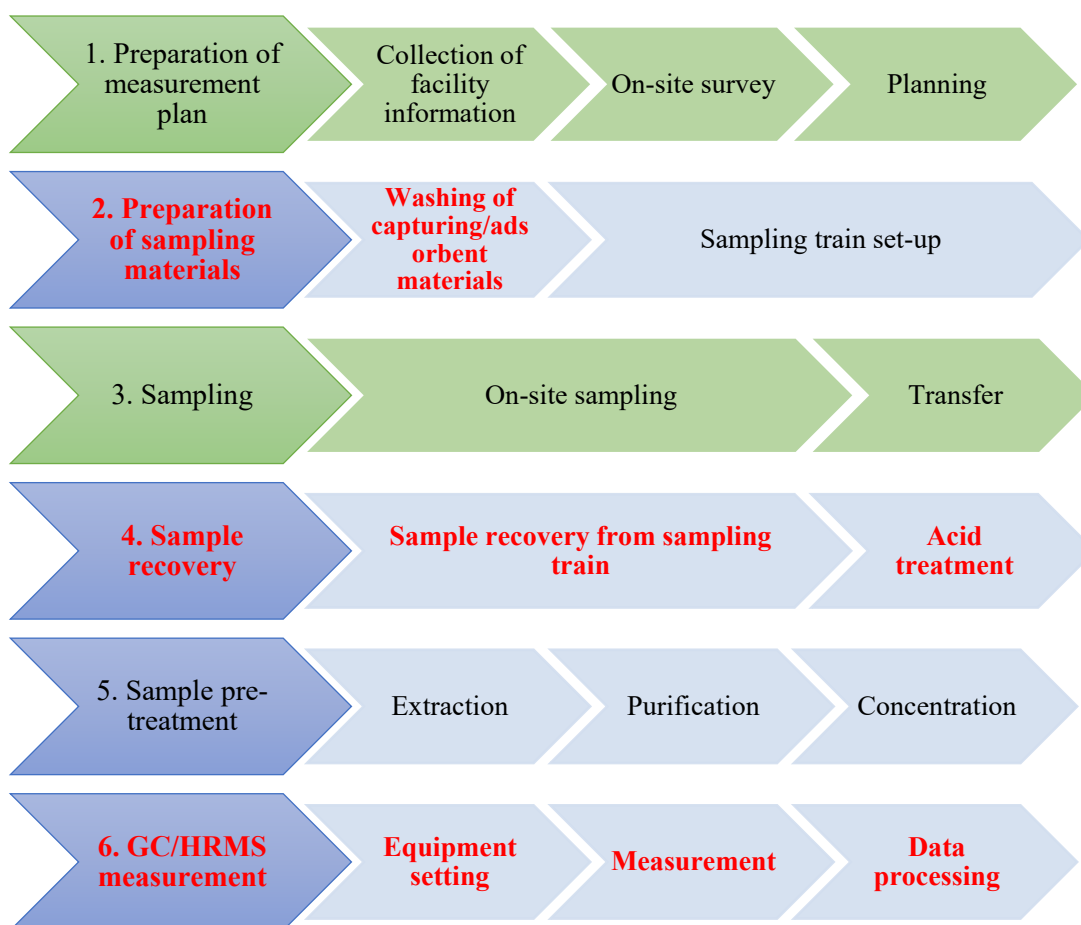 1. Preparation of
measurement
plan
Collection of
facility
information
On-site survey
Planning
2. Preparation
of sampling
materials
Washing of
capturing/ads
orbent
materials
Sampling train set-up
3. Sampling
On-site sampling
Transfer
4. Sample
recovery
Sample recovery from sampling
train
Acid
treatment
5. Sample pre-
treatment
Extraction
Purification
Concentration
6. GC/HRMS
measurement
Equipment
setting
Measurement
Data
processing